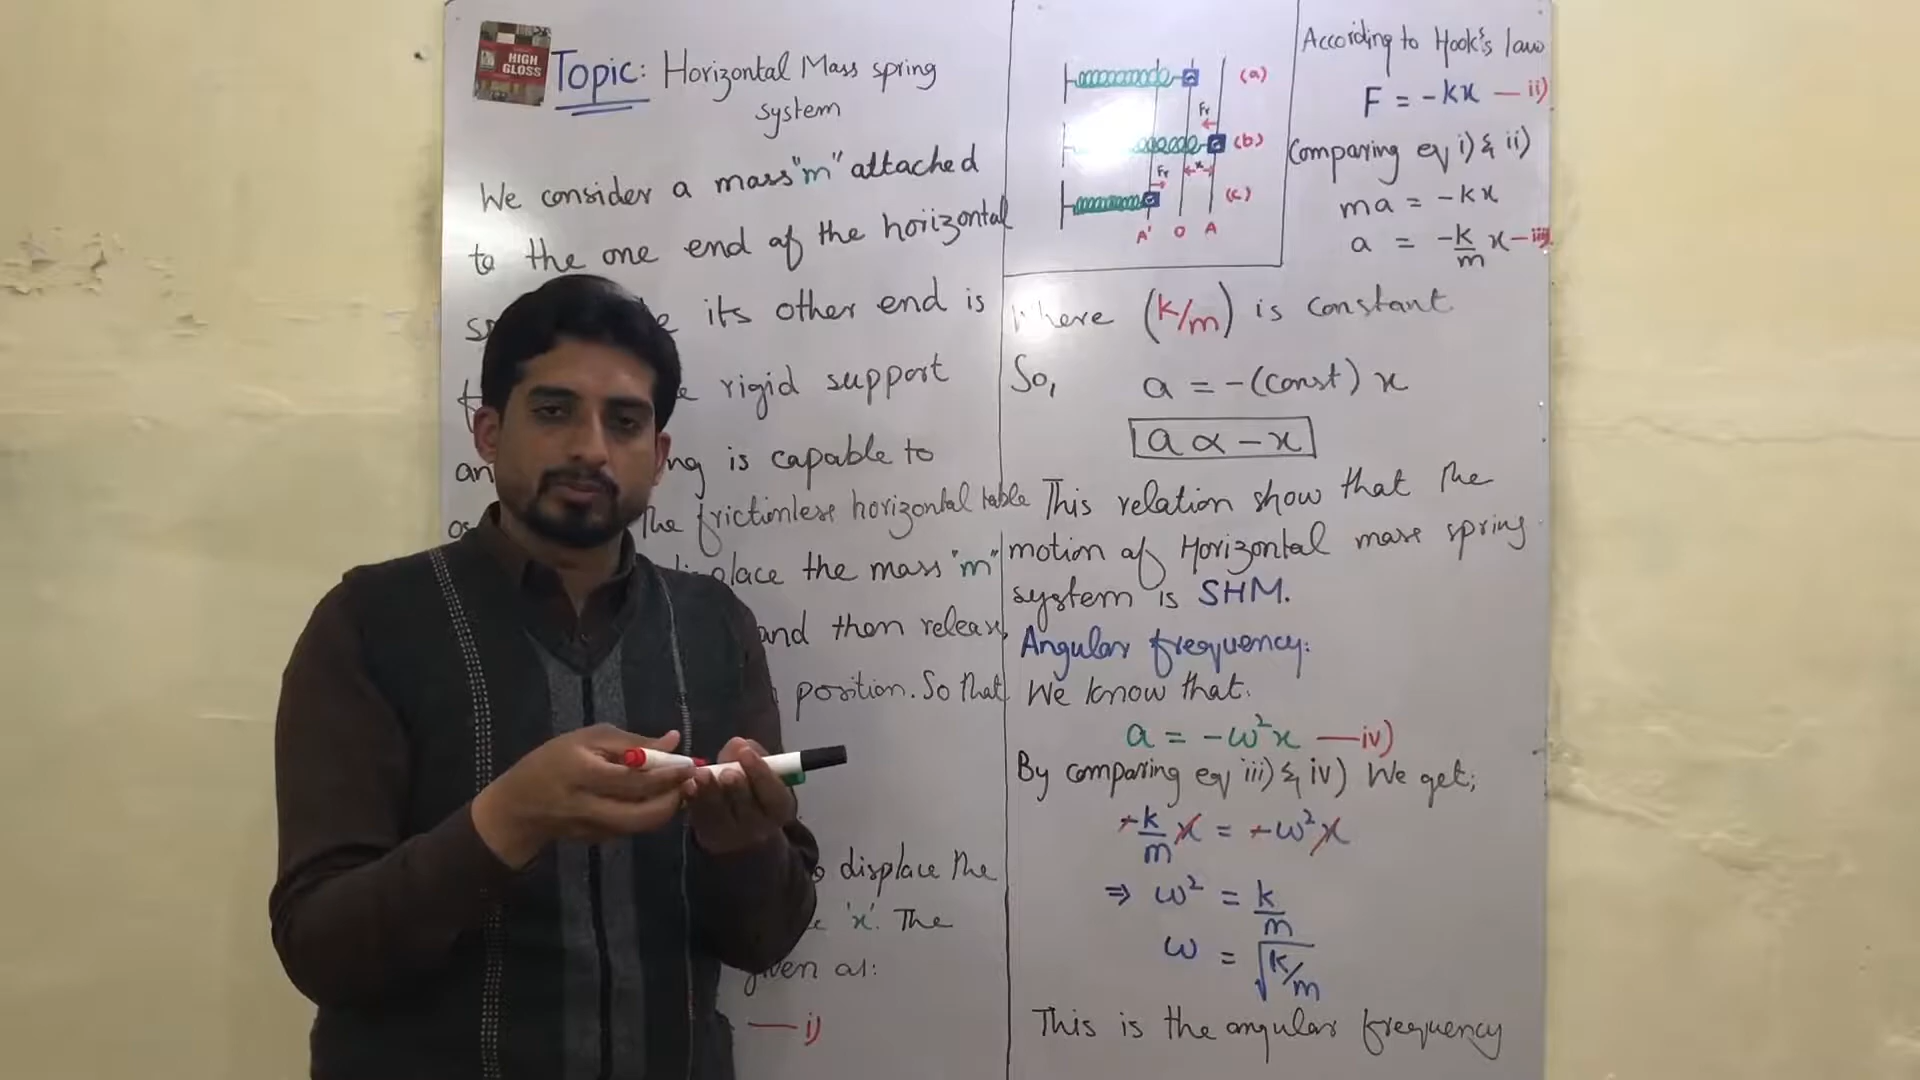 HIGH
GLOSS
Topic: Horizontal Mass spring
system
We consider a mass "m" attached
to the one end of the horizontal
its other end is
rigid support
is capable to
the frictionless horizontal table
the mass "m"
and then release,
position. So that
displace the
'x'. The
given as:
— i)
(a)
Fr
(b)
x
Fr
(c)
A' O A
According to Hook's law
F = -kx — ii)
Comparing eq i) & ii)
ma = -kx
a = -k/m x — iii)
Where (k/m) is constant
So, a = -(const) x
a α - x
This relation show that the
motion of Horizontal mass spring
system is SHM.
Angular frequency:
We know that.
a = -ω²x — iv)
By comparing eq iii) & iv) We get;
-k/m x = -ω²x
⇒ ω² = k/m
ω = √k/m
This is the angular frequency